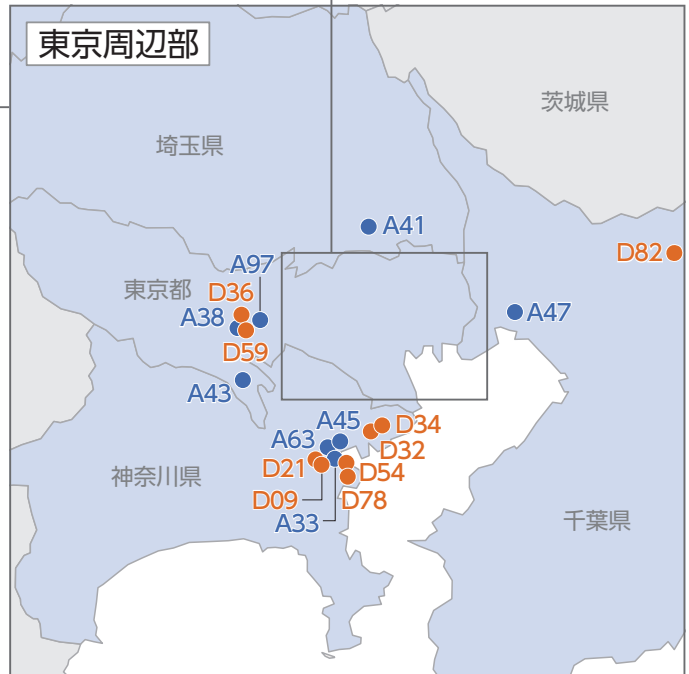 東京周辺部
茨城県
埼玉県
A41
D82
A97
東京都
D36
A38
A47
D59
A43
A45
D34
A63
D32
D21
D54
神奈川県
D09
D78
A33
千葉県